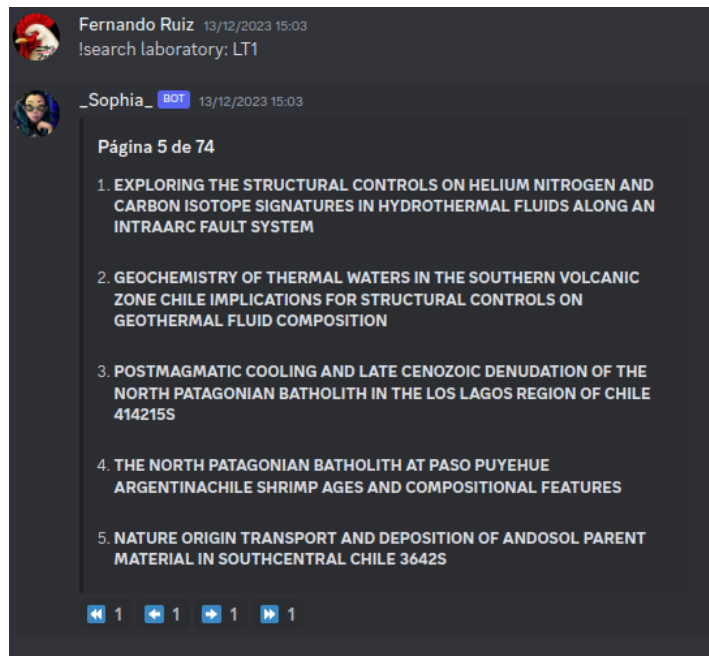 Fernando Ruiz 13/12/2023 15:03
!search laboratory: LT1
_Sophia_ BOT 13/12/2023 15:03
Página 5 de 74
1. EXPLORING THE STRUCTURAL CONTROLS ON HELIUM NITROGEN AND
CARBON ISOTOPE SIGNATURES IN HYDROTHERMAL FLUIDS ALONG AN
INTRAARC FAULT SYSTEM
2. GEOCHEMISTRY OF THERMAL WATERS IN THE SOUTHERN VOLCANIC
ZONE CHILE IMPLICATIONS FOR STRUCTURAL CONTROLS ON
GEOTHERMAL FLUID COMPOSITION
3. POSTMAGMATIC COOLING AND LATE CENOZOIC DENUDATION OF THE
NORTH PATAGONIAN BATHOLITH IN THE LOS LAGOS REGION OF CHILE
414215S
4. THE NORTH PATAGONIAN BATHOLITH AT PASO PUYEHUE
ARGENTINACHILE SHRIMP AGES AND COMPOSITIONAL FEATURES
5. NATURE ORIGIN TRANSPORT AND DEPOSITION OF ANDOSOL PARENT
MATERIAL IN SOUTHCENTRAL CHILE 3642S
1 1 1 1